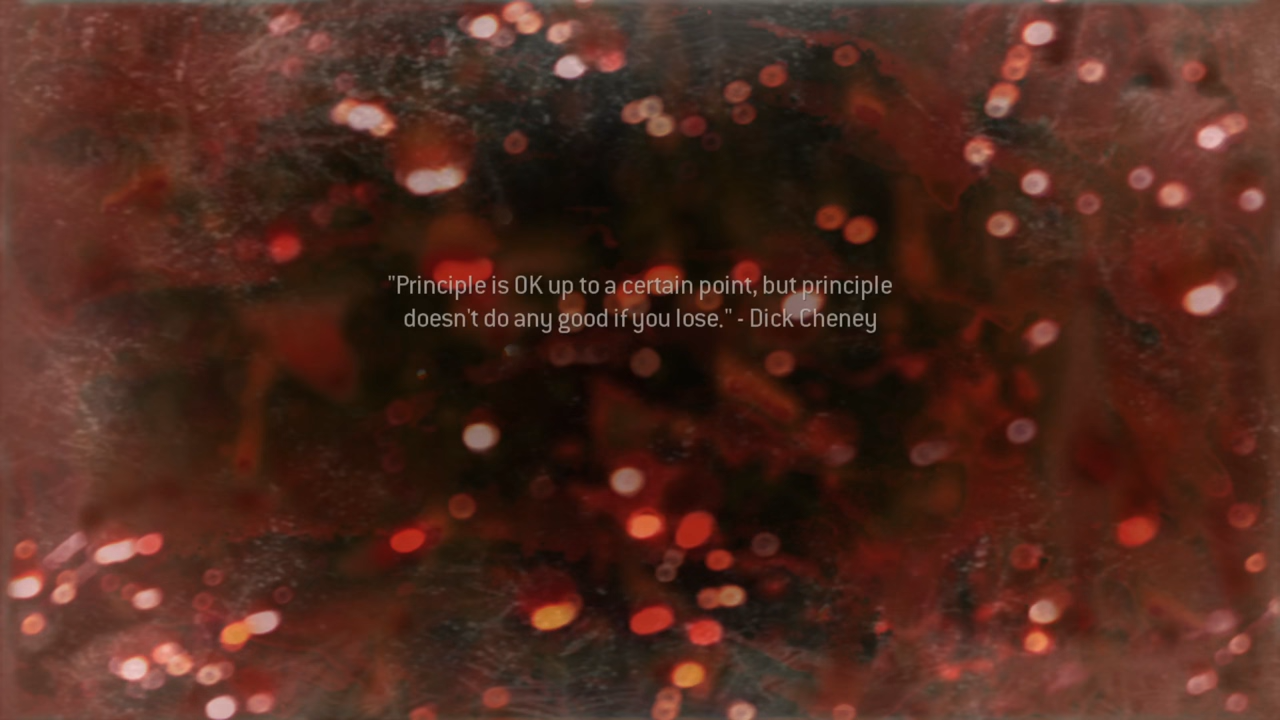 "Principle is OK up to a certain point, but principle
doesn't do any good if you lose." - Dick Cheney